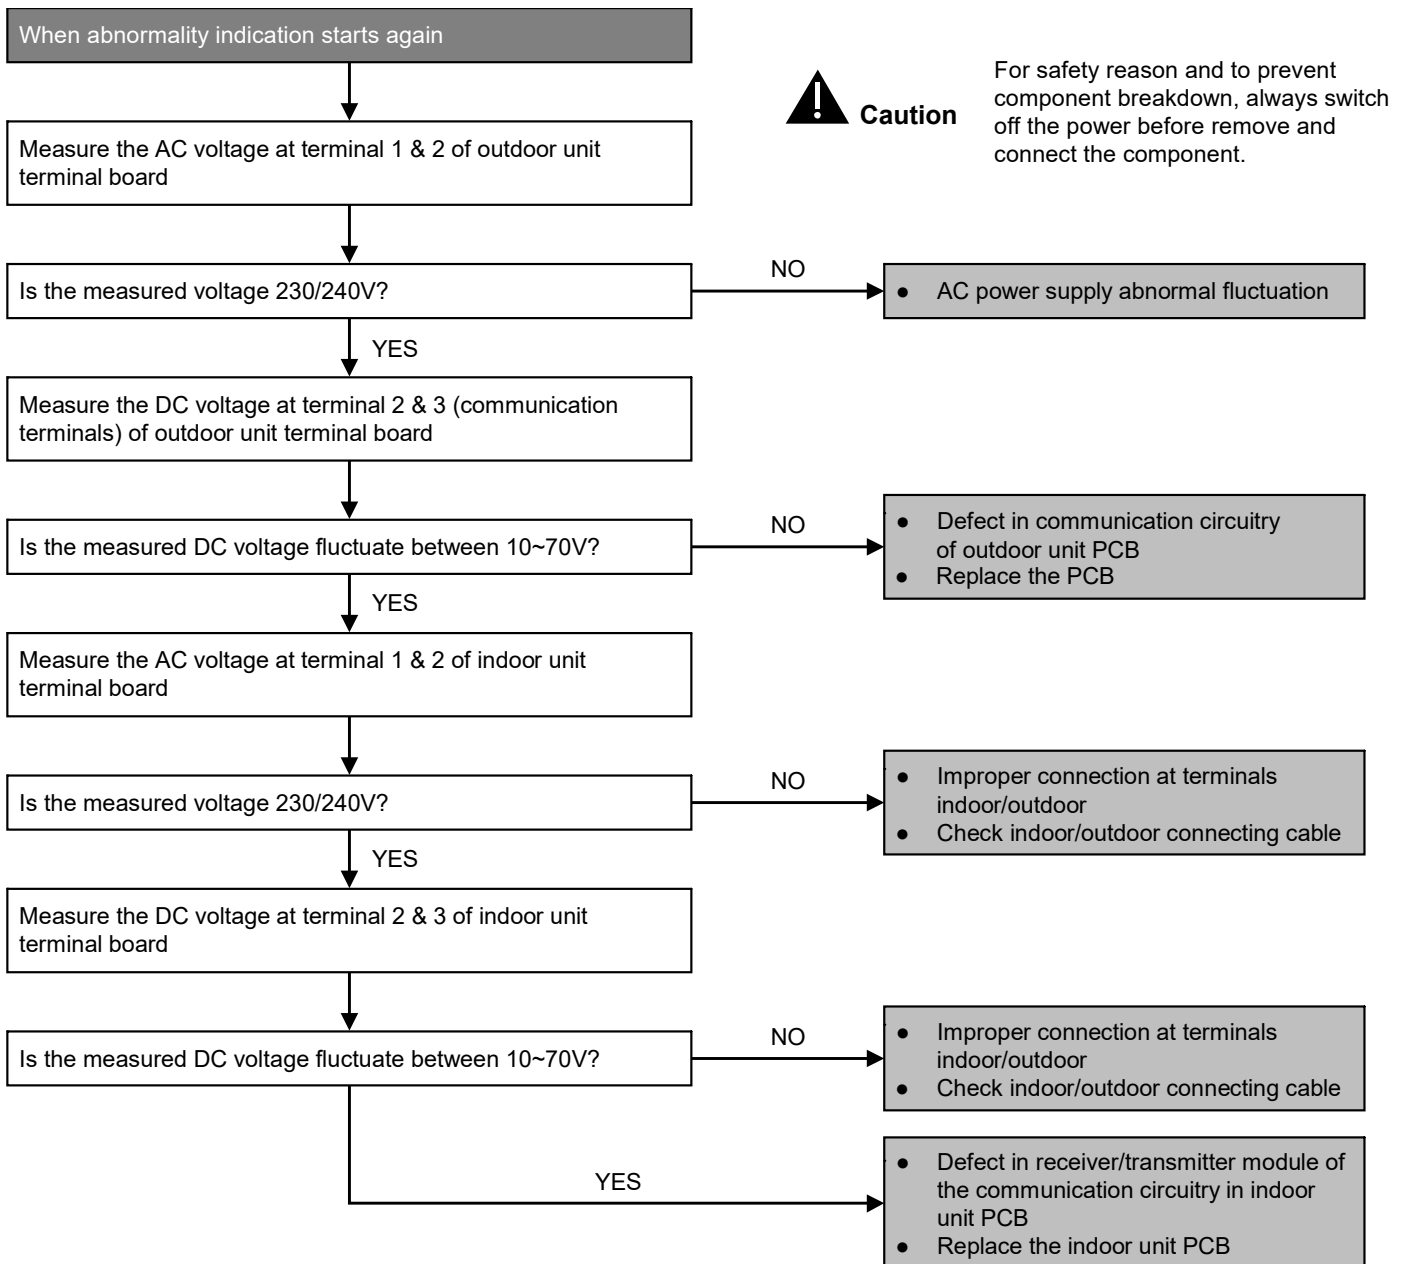 When abnormality indication starts again
Caution
For safety reason and to prevent
component breakdown, always switch
off the power before remove and
connect the component.
Measure the AC voltage at terminal 1 & 2 of outdoor unit
terminal board
Is the measured voltage 230/240V?
NO
● AC power supply abnormal fluctuation
YES
Measure the DC voltage at terminal 2 & 3 (communication
terminals) of outdoor unit terminal board
Is the measured DC voltage fluctuate between 10~70V?
NO
● Defect in communication circuitry
of outdoor unit PCB
● Replace the PCB
YES
Measure the AC voltage at terminal 1 & 2 of indoor unit
terminal board
Is the measured voltage 230/240V?
NO
● Improper connection at terminals
indoor/outdoor
● Check indoor/outdoor connecting cable
YES
Measure the DC voltage at terminal 2 & 3 of indoor unit
terminal board
Is the measured DC voltage fluctuate between 10~70V?
NO
● Improper connection at terminals
indoor/outdoor
● Check indoor/outdoor connecting cable
YES
● Defect in receiver/transmitter module of
the communication circuitry in indoor
unit PCB
● Replace the indoor unit PCB